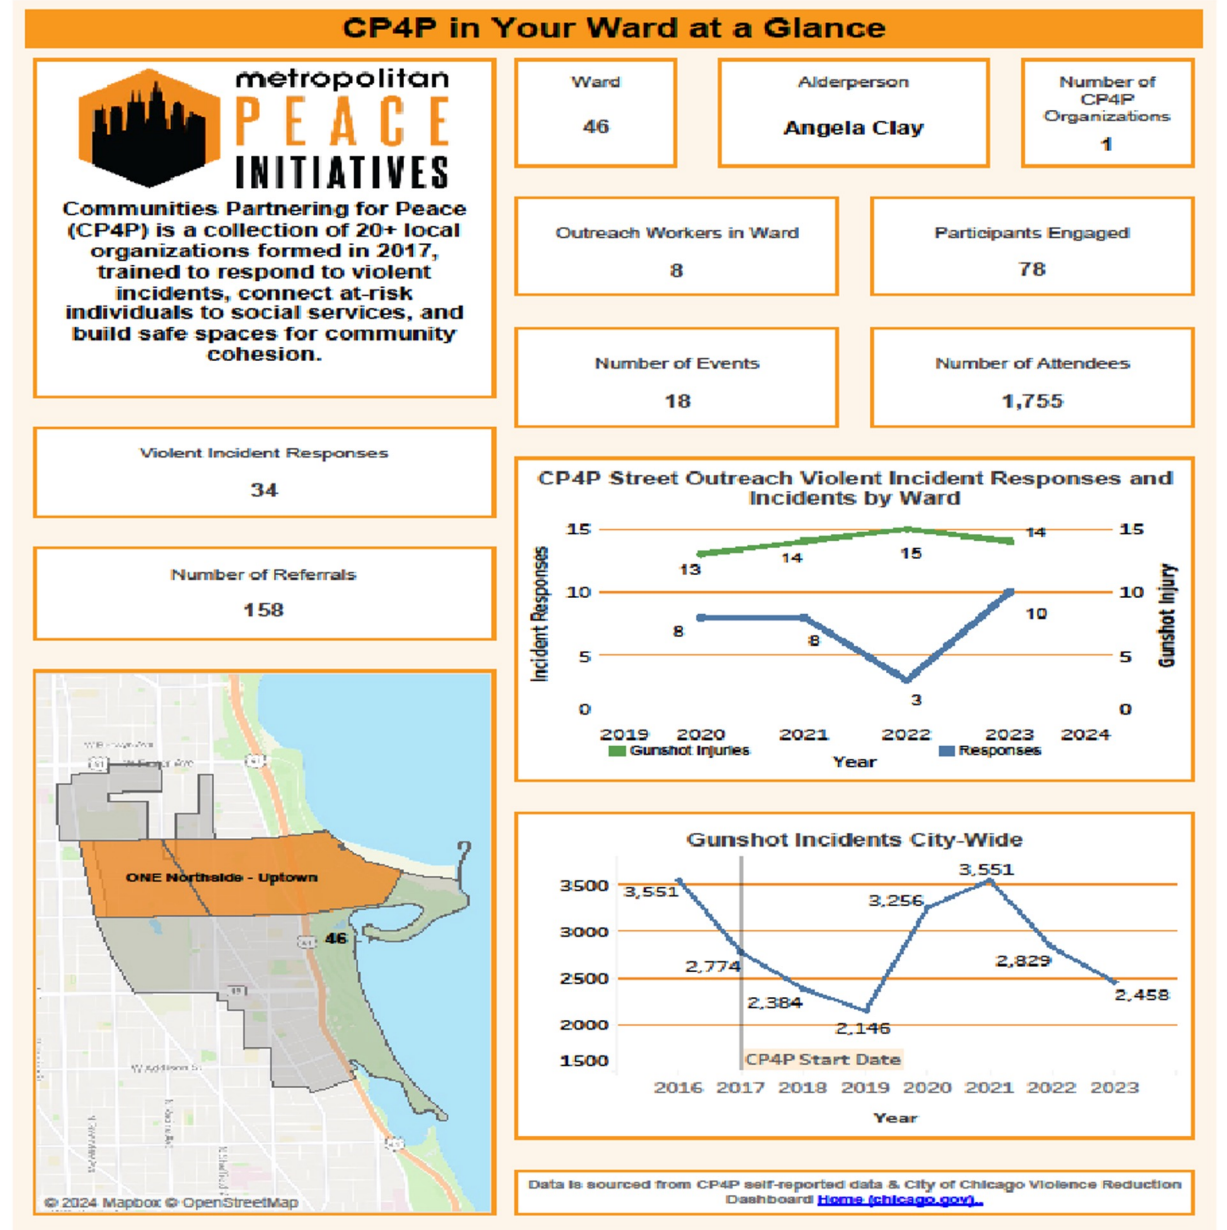 CP4P in Your Ward at a Glance
metropolitan
PEACE
INITIATIVES
Communities Partnering for Peace
(CP4P) is a collection of 20+ local
organizations formed in 2017,
trained to respond to violent
incidents, connect at-risk
individuals to social services, and
build safe spaces for community
cohesion.
Ward
46
Alderperson
Angela Clay
Number of
CP4P
Organizations
1
Outreach Workers in Ward
8
Participants Engaged
78
Number of Events
18
Number of Attendees
1,755
Violent Incident Responses
34
Number of Referrals
158
CP4P Street Outreach Violent Incident Responses and
Incidents by Ward
Incident Responses
15
10
5
0
13
14
15
14
8
8
3
10
15
10
5
0
Gunshot Injury
2019 2020 2021 2022 2023 2024
Gunshot Injuries
Responses
Year
ONE Northside - Uptown
46
W Addison St
© 2024 Mapbox © OpenStreetMap
Gunshot Incidents City-Wide
3500
3000
2500
2000
1500
3,551
2,774
2,384
2,146
3,256
3,551
2,829
2,458
CP4P Start Date
2016 2017 2018 2019 2020 2021 2022 2023
Year
Data is sourced from CP4P self-reported data & City of Chicago Violence Reduction
Dashboard Home (chicago.gov)..